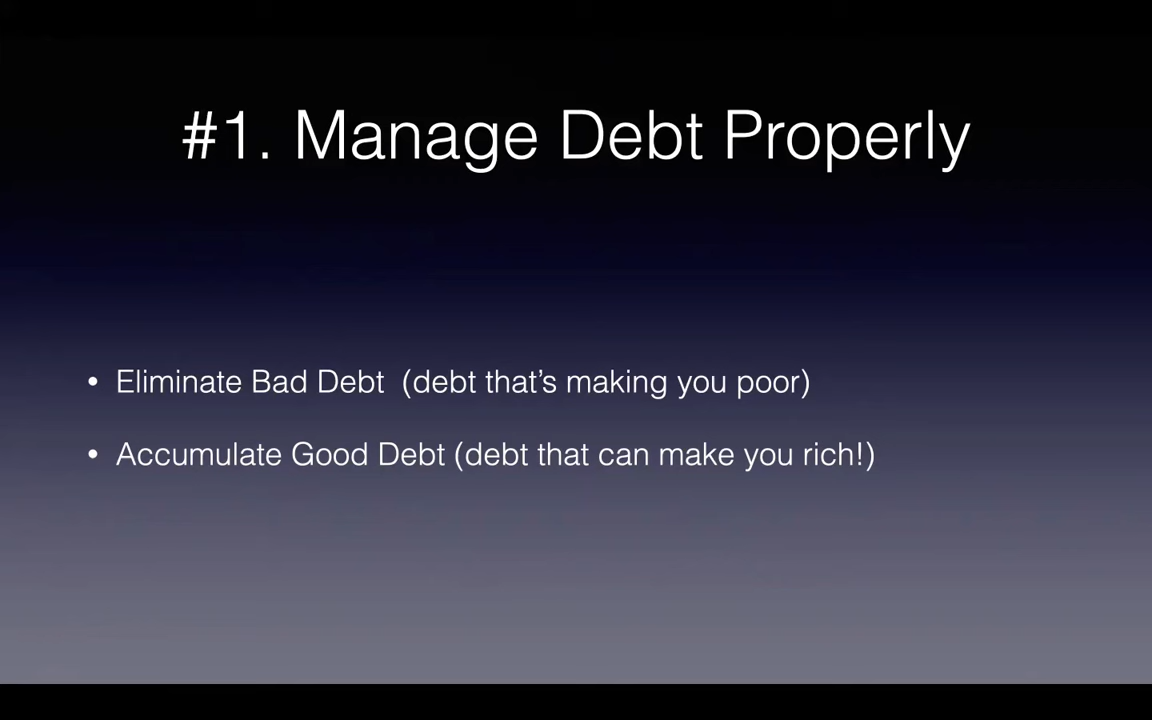 #1. Manage Debt Properly
• Eliminate Bad Debt  (debt that’s making you poor)
• Accumulate Good Debt (debt that can make you rich!)